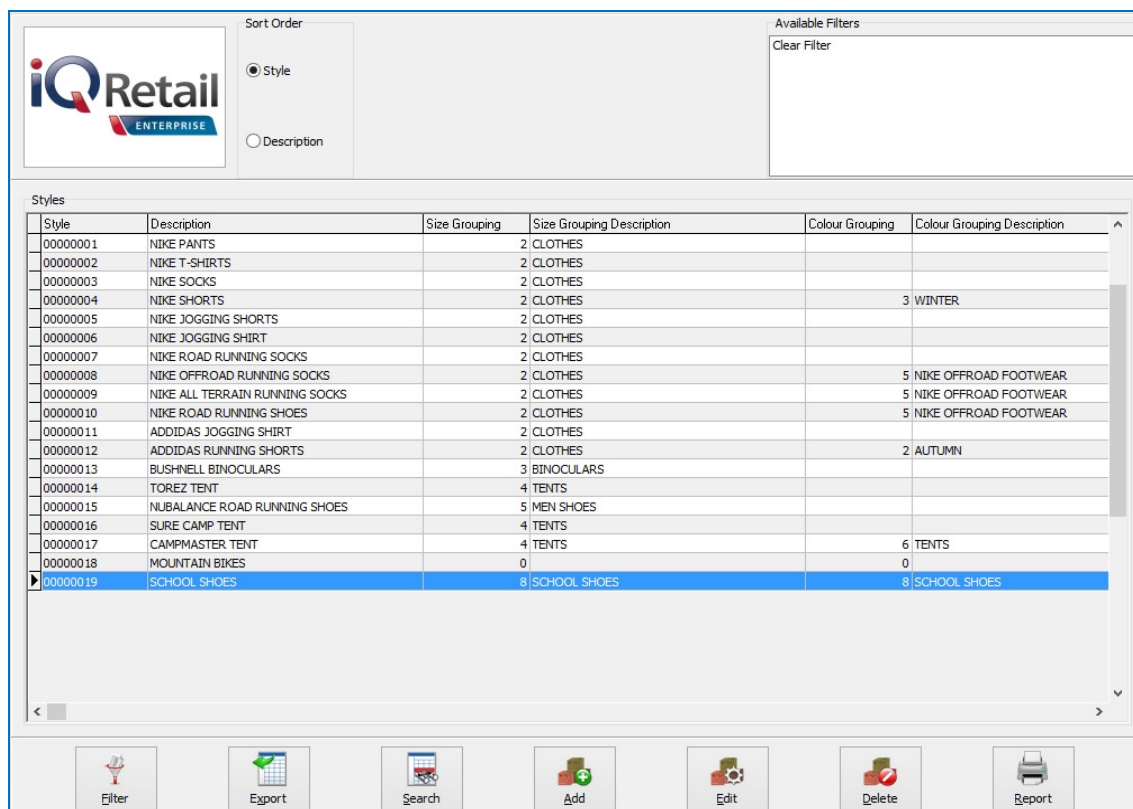 Sort Order
Available Filters
iQ Retail
ENTERPRISE
Style
Description
Clear Filter
Styles
Style Description Size Grouping Size Grouping Description Colour Grouping Colour Grouping Description
00000001 NIKE PANTS 2 CLOTHES
00000002 NIKE T-SHIRTS 2 CLOTHES
00000003 NIKE SOCKS 2 CLOTHES
00000004 NIKE SHORTS 2 CLOTHES 3 WINTER
00000005 NIKE JOGGING SHORTS 2 CLOTHES
00000006 NIKE JOGGING SHIRT 2 CLOTHES
00000007 NIKE ROAD RUNNING SOCKS 2 CLOTHES
00000008 NIKE OFFROAD RUNNING SOCKS 2 CLOTHES 5 NIKE OFFROAD FOOTWEAR
00000009 NIKE ALL TERRAIN RUNNING SOCKS 2 CLOTHES 5 NIKE OFFROAD FOOTWEAR
00000010 NIKE ROAD RUNNING SHOES 2 CLOTHES 5 NIKE OFFROAD FOOTWEAR
00000011 ADDIDAS JOGGING SHIRT 2 CLOTHES
00000012 ADDIDAS RUNNING SHORTS 2 CLOTHES 2 AUTUMN
00000013 BUSHNELL BINOCULARS 3 BINOCULARS
00000014 TOREZ TENT 4 TENTS
00000015 NUBALANCE ROAD RUNNING SHOES 5 MEN SHOES
00000016 SURE CAMP TENT 4 TENTS
00000017 CAMPMASTER TENT 4 TENTS 6 TENTS
00000018 MOUNTAIN BIKES 0 0
00000019 SCHOOL SHOES 8 SCHOOL SHOES 8 SCHOOL SHOES
Filter Export Search Add Edit Delete Report